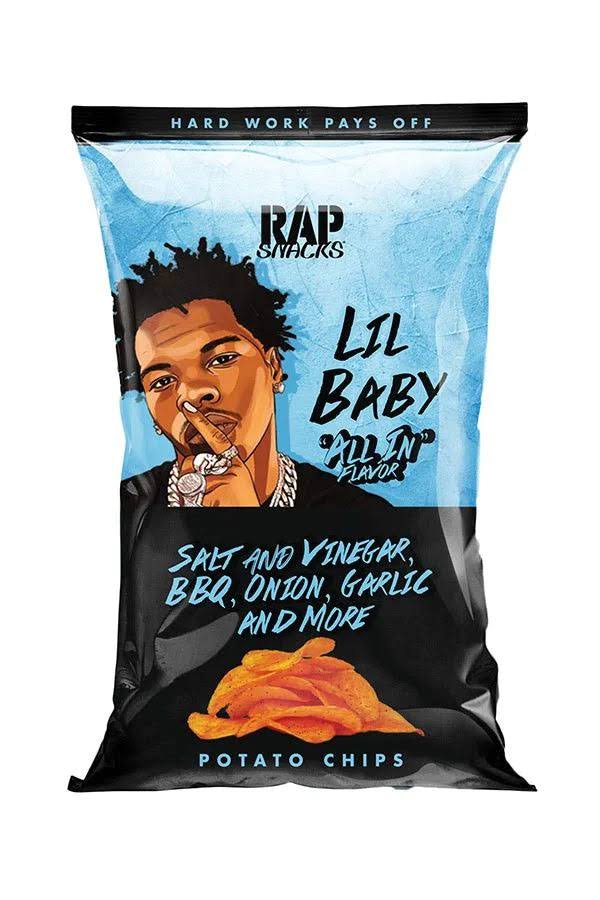 HARD WORK PAYS OFF
RAP
SNACKS
LIL
BABY
"ALL IN"
FLAVOR
SALT AND VINEGAR,
BBQ, ONION, GARLIC
AND MORE
POTATO CHIPS